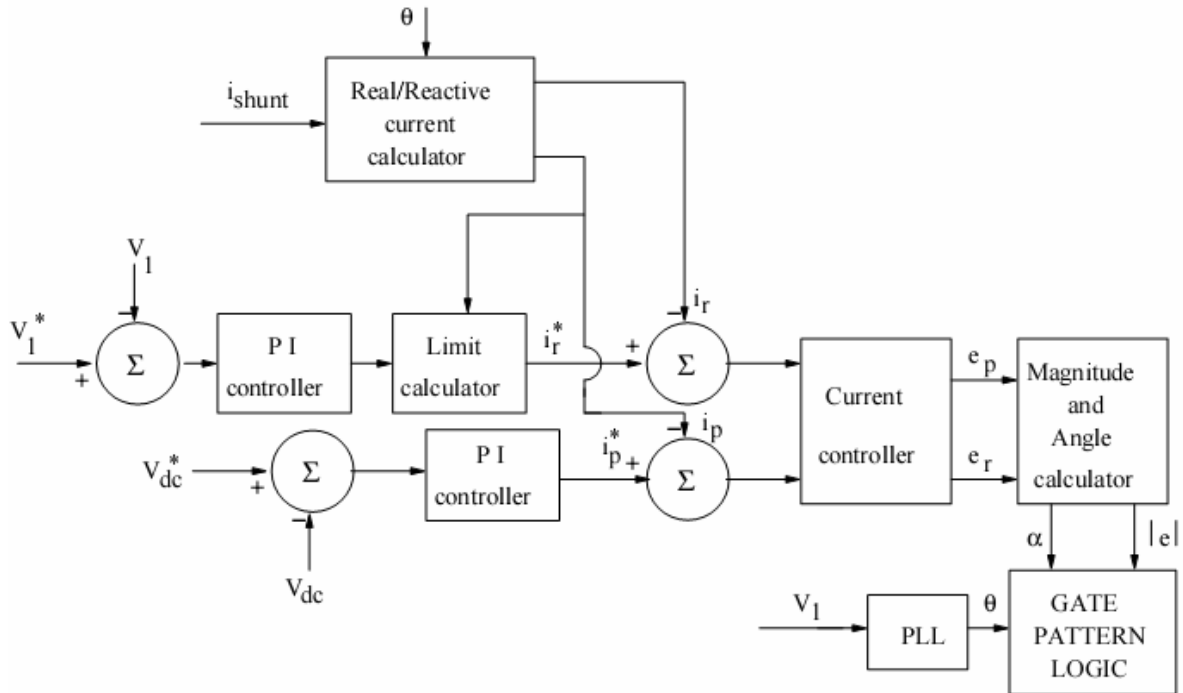 θ
i_shunt
Real/Reactive
current
calculator
V_1
V_1^*
−
+
Σ
P I
controller
Limit
calculator
i_r^*
+
−
i_r
Σ
V_dc^*
+
−
Σ
V_dc
P I
controller
i_p^*
+
−
i_p
Σ
Current
controller
e_p
e_r
Magnitude
and
Angle
calculator
α
|e|
V_1
PLL
θ
GATE
PATTERN
LOGIC